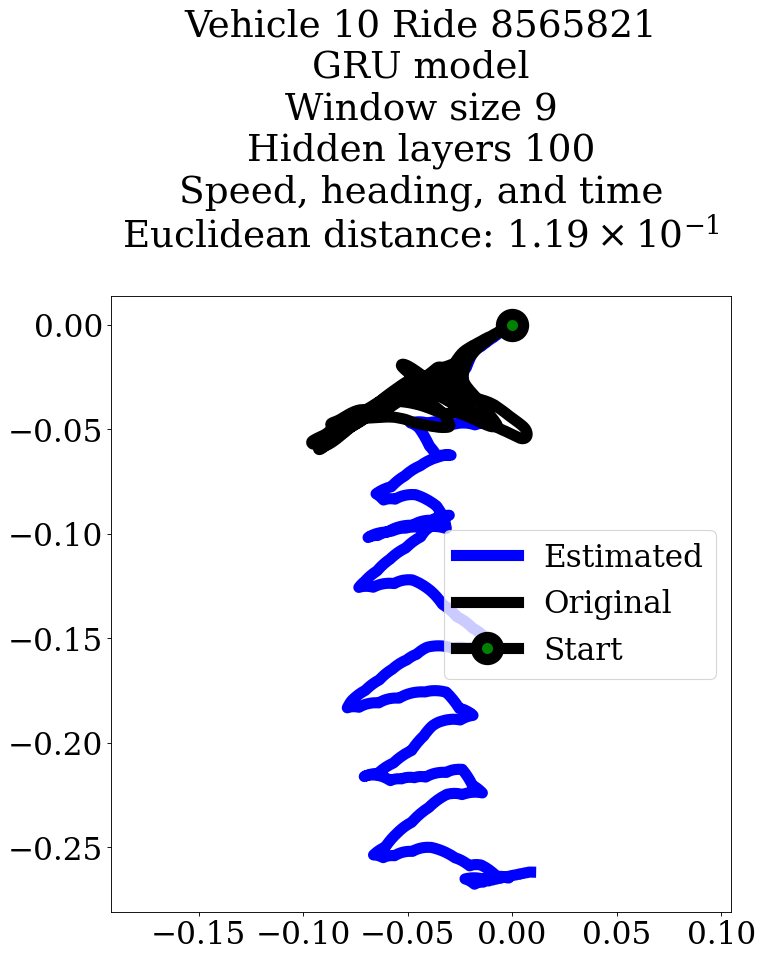 Vehicle 10 Ride 8565821
GRU model
Window size 9
Hidden layers 100
Speed, heading, and time
Euclidean distance: 1.19 × 10⁻¹
0.00
−0.05
−0.10
−0.15
−0.20
−0.25
Estimated
Original
Start
−0.15 −0.10 −0.05 0.00 0.05 0.10